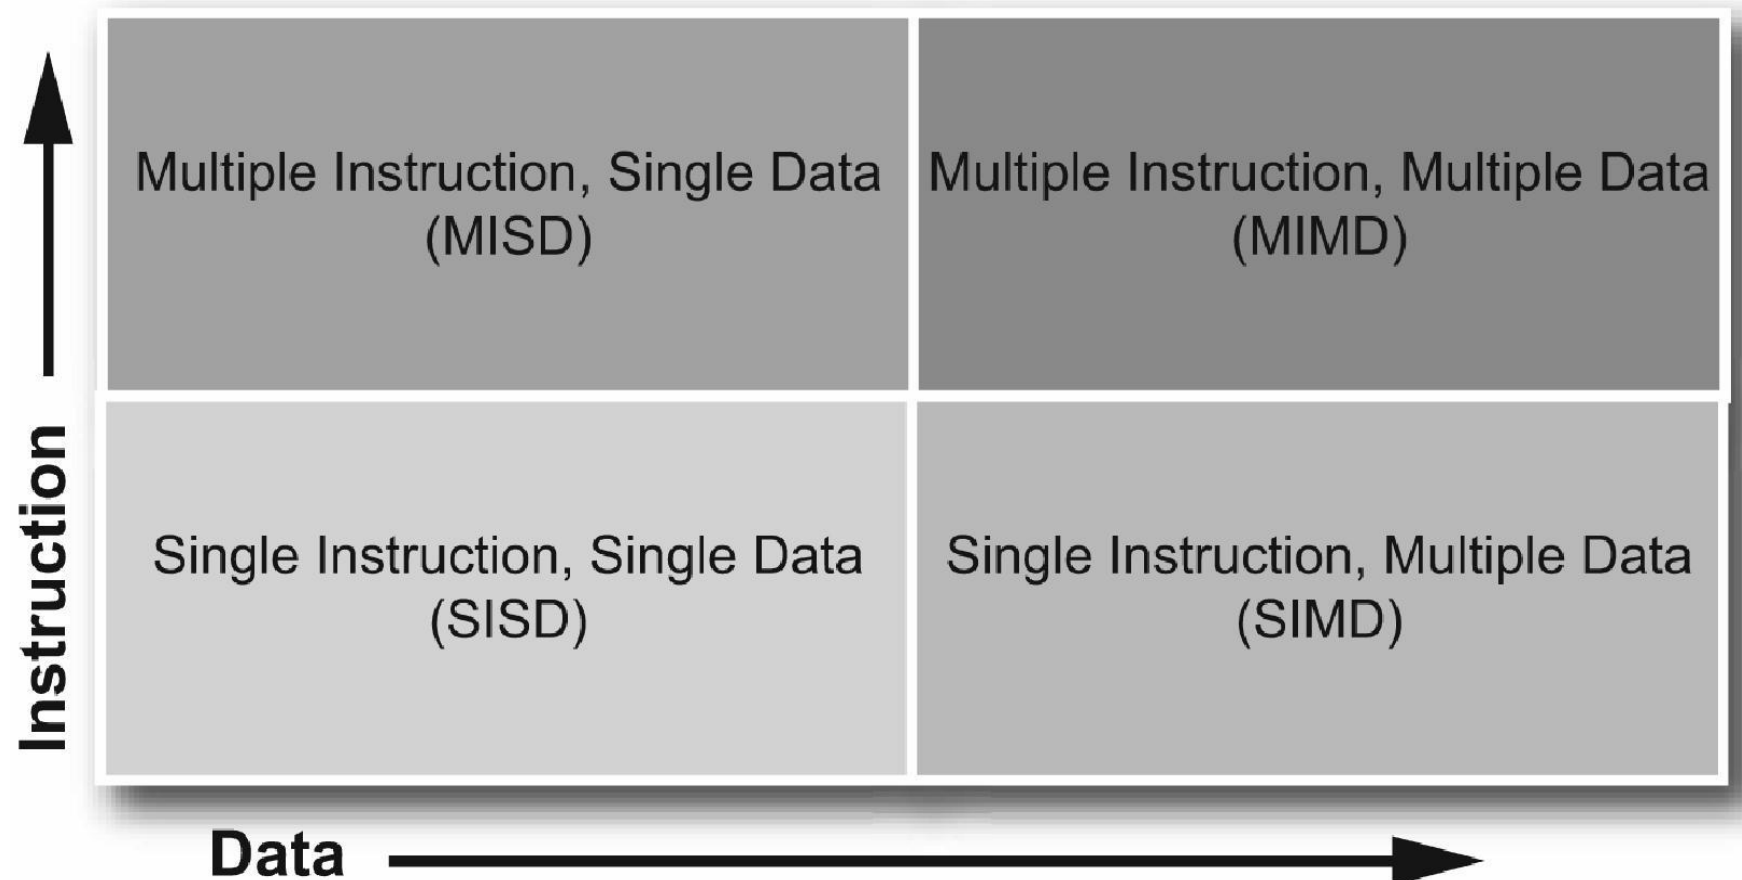 Multiple Instruction, Single Data
(MISD)
Multiple Instruction, Multiple Data
(MIMD)
Instruction
Single Instruction, Single Data
(SISD)
Single Instruction, Multiple Data
(SIMD)
Data